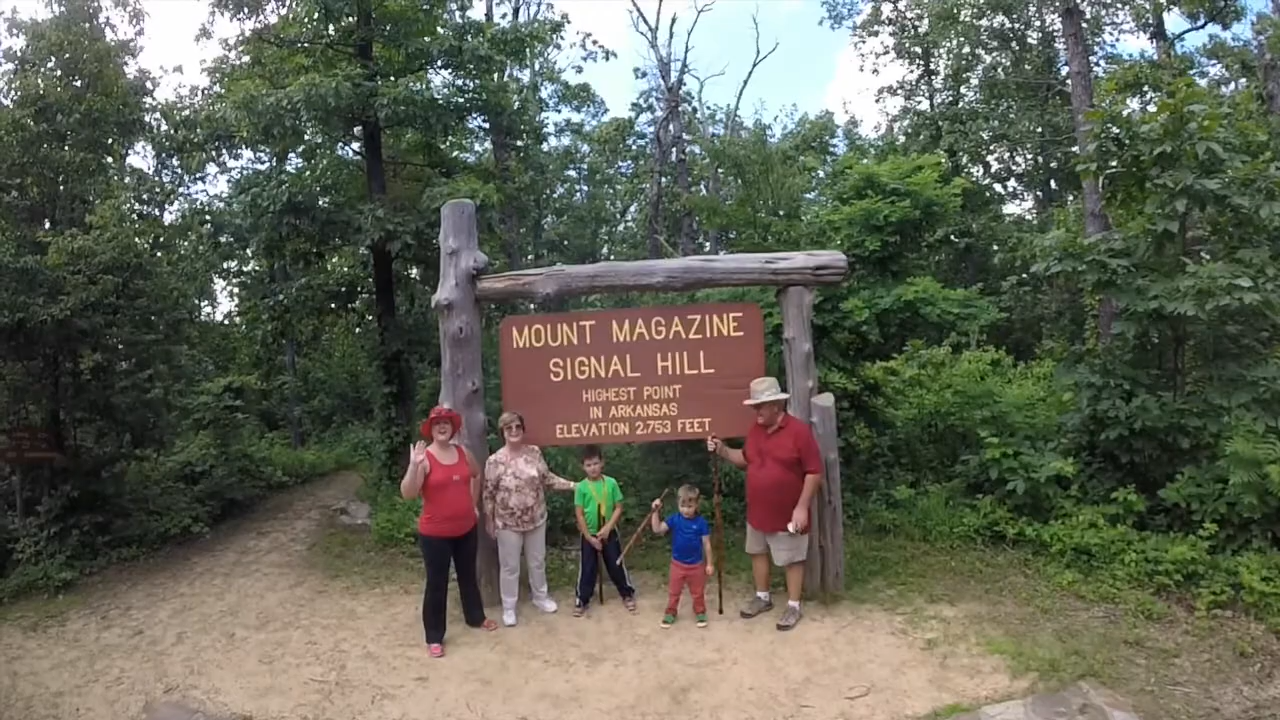 MOUNT MAGAZINE
SIGNAL HILL
HIGHEST POINT
IN ARKANSAS
ELEVATION 2,753 FEET